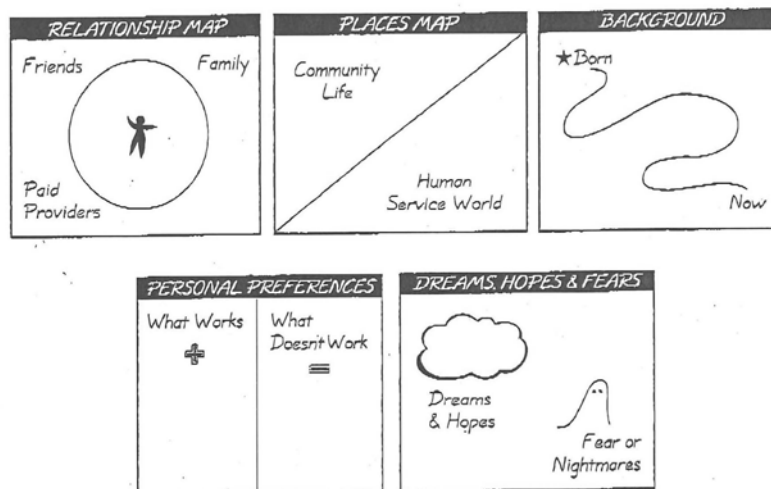 RELATIONSHIP MAP
Friends
Family
Paid
Providers
PLACES MAP
Community
Life
Human
Service World
BACKGROUND
★Born
Now
PERSONAL PREFERENCES
What Works
What
Doesn't Work
DREAMS, HOPES & FEARS
Dreams
& Hopes
Fear or
Nightmares